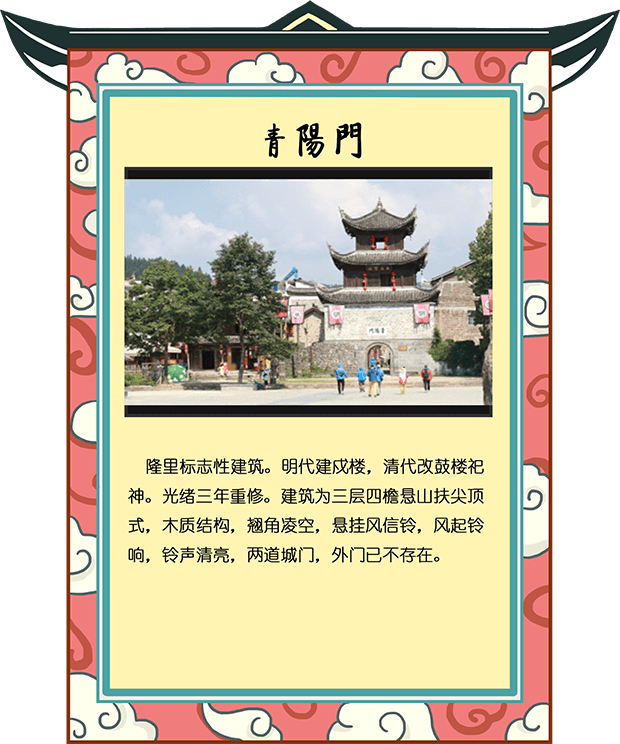 青陽門
隆里标志性建筑。明代建戍楼，清代改鼓楼祀
神。光绪三年重修。建筑为三层四檐悬山扶尖顶
式，木质结构，翘角凌空，悬挂风信铃，风起铃
响，铃声清亮，两道城门，外门已不存在。